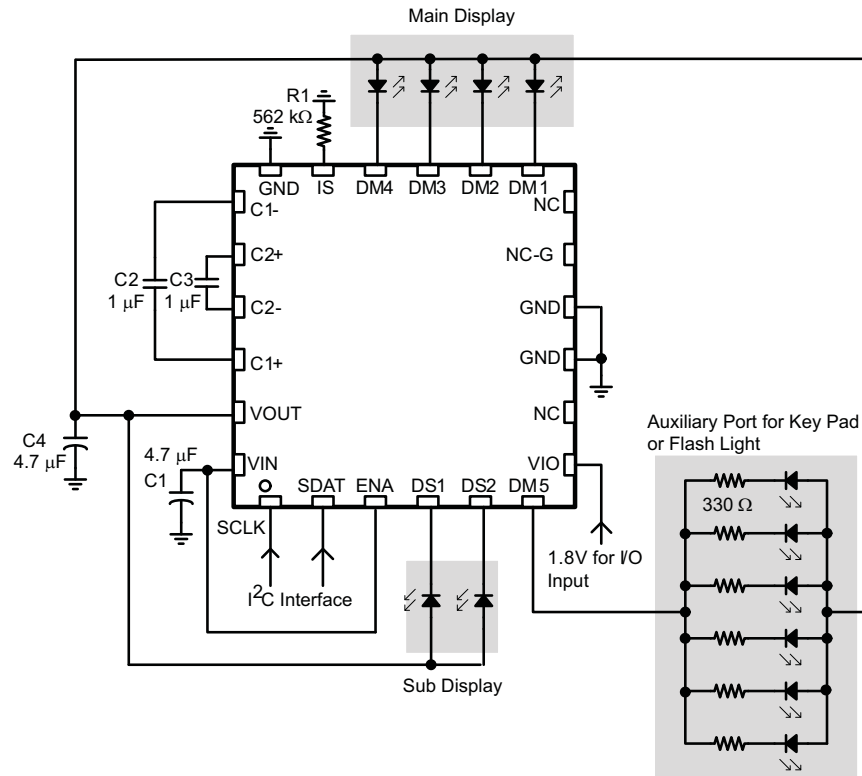 Main Display
R1
562 kΩ
GND
IS
DM4
DM3
DM2
DM1
C1-
NC
C2+
NC-G
C2
1 μF
C3
1 μF
C2-
GND
C1+
GND
VOUT
NC
C4
4.7 μF
4.7 μF
C1
VIN
VIO
SCLK
SDAT
ENA
DS1
DS2
DM5
I²C Interface
1.8V for I/O
Input
Sub Display
Auxiliary Port for Key Pad
or Flash Light
330 Ω